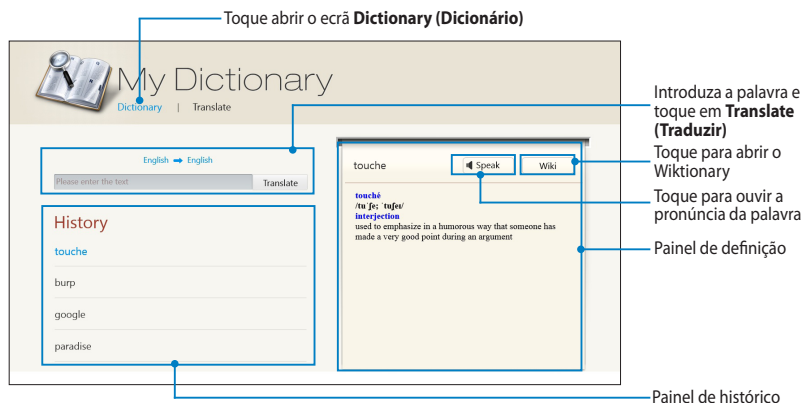 Toque abrir o ecrã Dictionary (Dicionário)
My Dictionary
Dictionary | Translate
English ➡ English
Please enter the text Translate
History
touche
burp
google
paradise
touche Speak Wiki
touché
/tuˈʃe; ˈtuʃeɪ/
interjection
used to emphasize in a humorous way that someone has
made a very good point during an argument
Introduza a palavra e
toque em Translate
(Traduzir)
Toque para abrir o
Wiktionary
Toque para ouvir a
pronúncia da palavra
Painel de definição
Painel de histórico